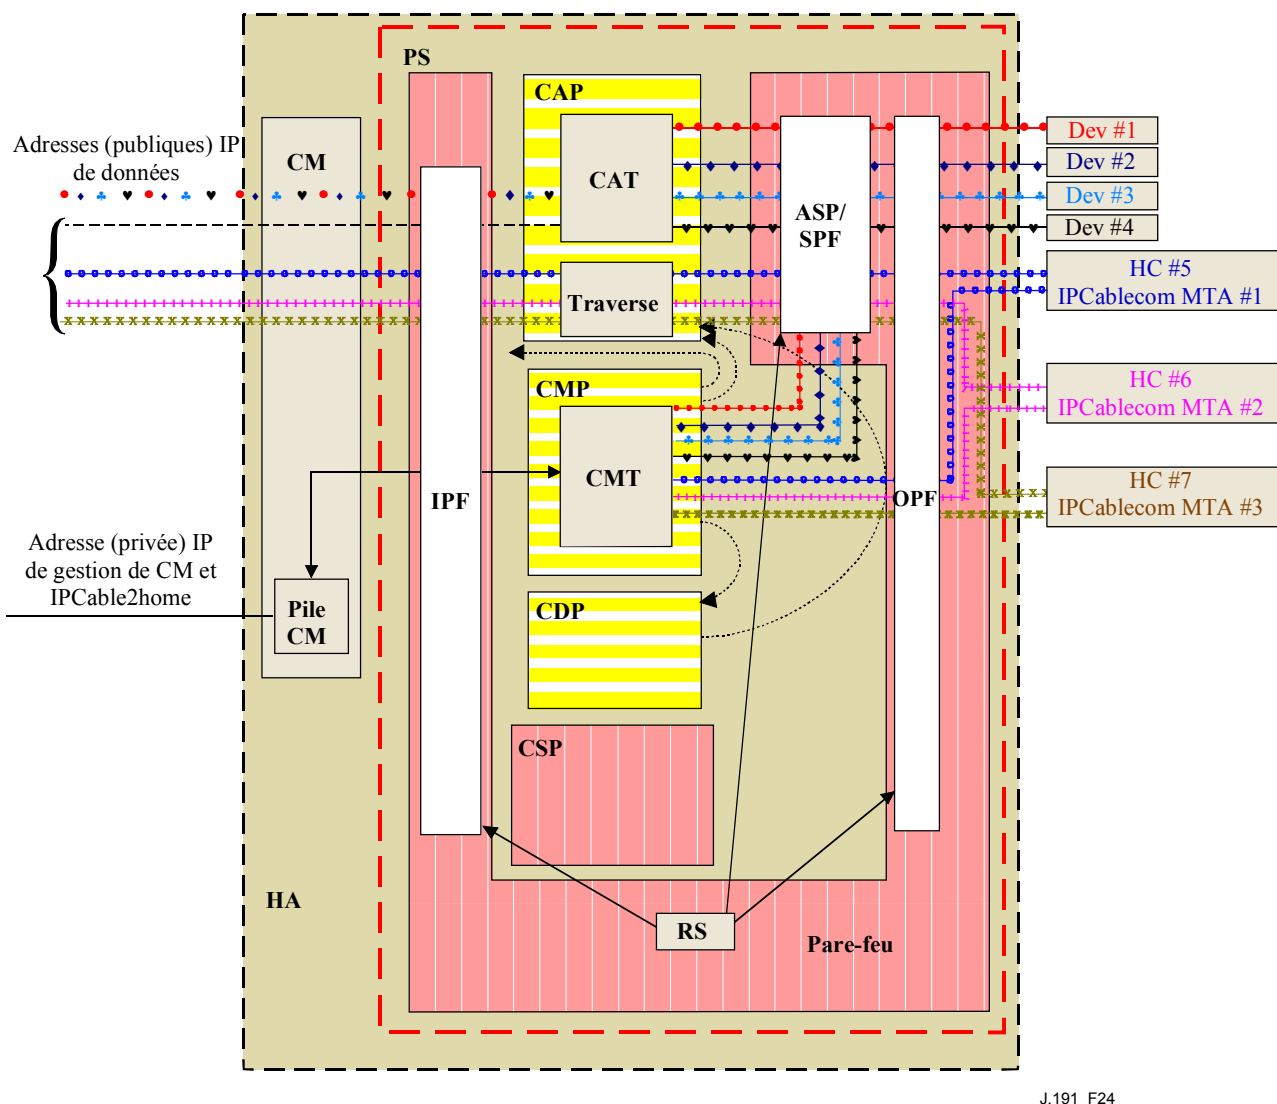 PS
CAP
Adresses (publiques) IP
de données
CM
CAT
ASP/
SPF
Dev #1
Dev #2
Dev #3
Dev #4
Traverse
HC #5
IPCablecom MTA #1
CMP
HC #6
IPCablecom MTA #2
CMT
IPF
OPF
HC #7
IPCablecom MTA #3
Adresse (privée) IP
de gestion de CM et
IPCable2home
Pile
CM
CDP
CSP
HA
RS
Pare-feu
J.191_F24